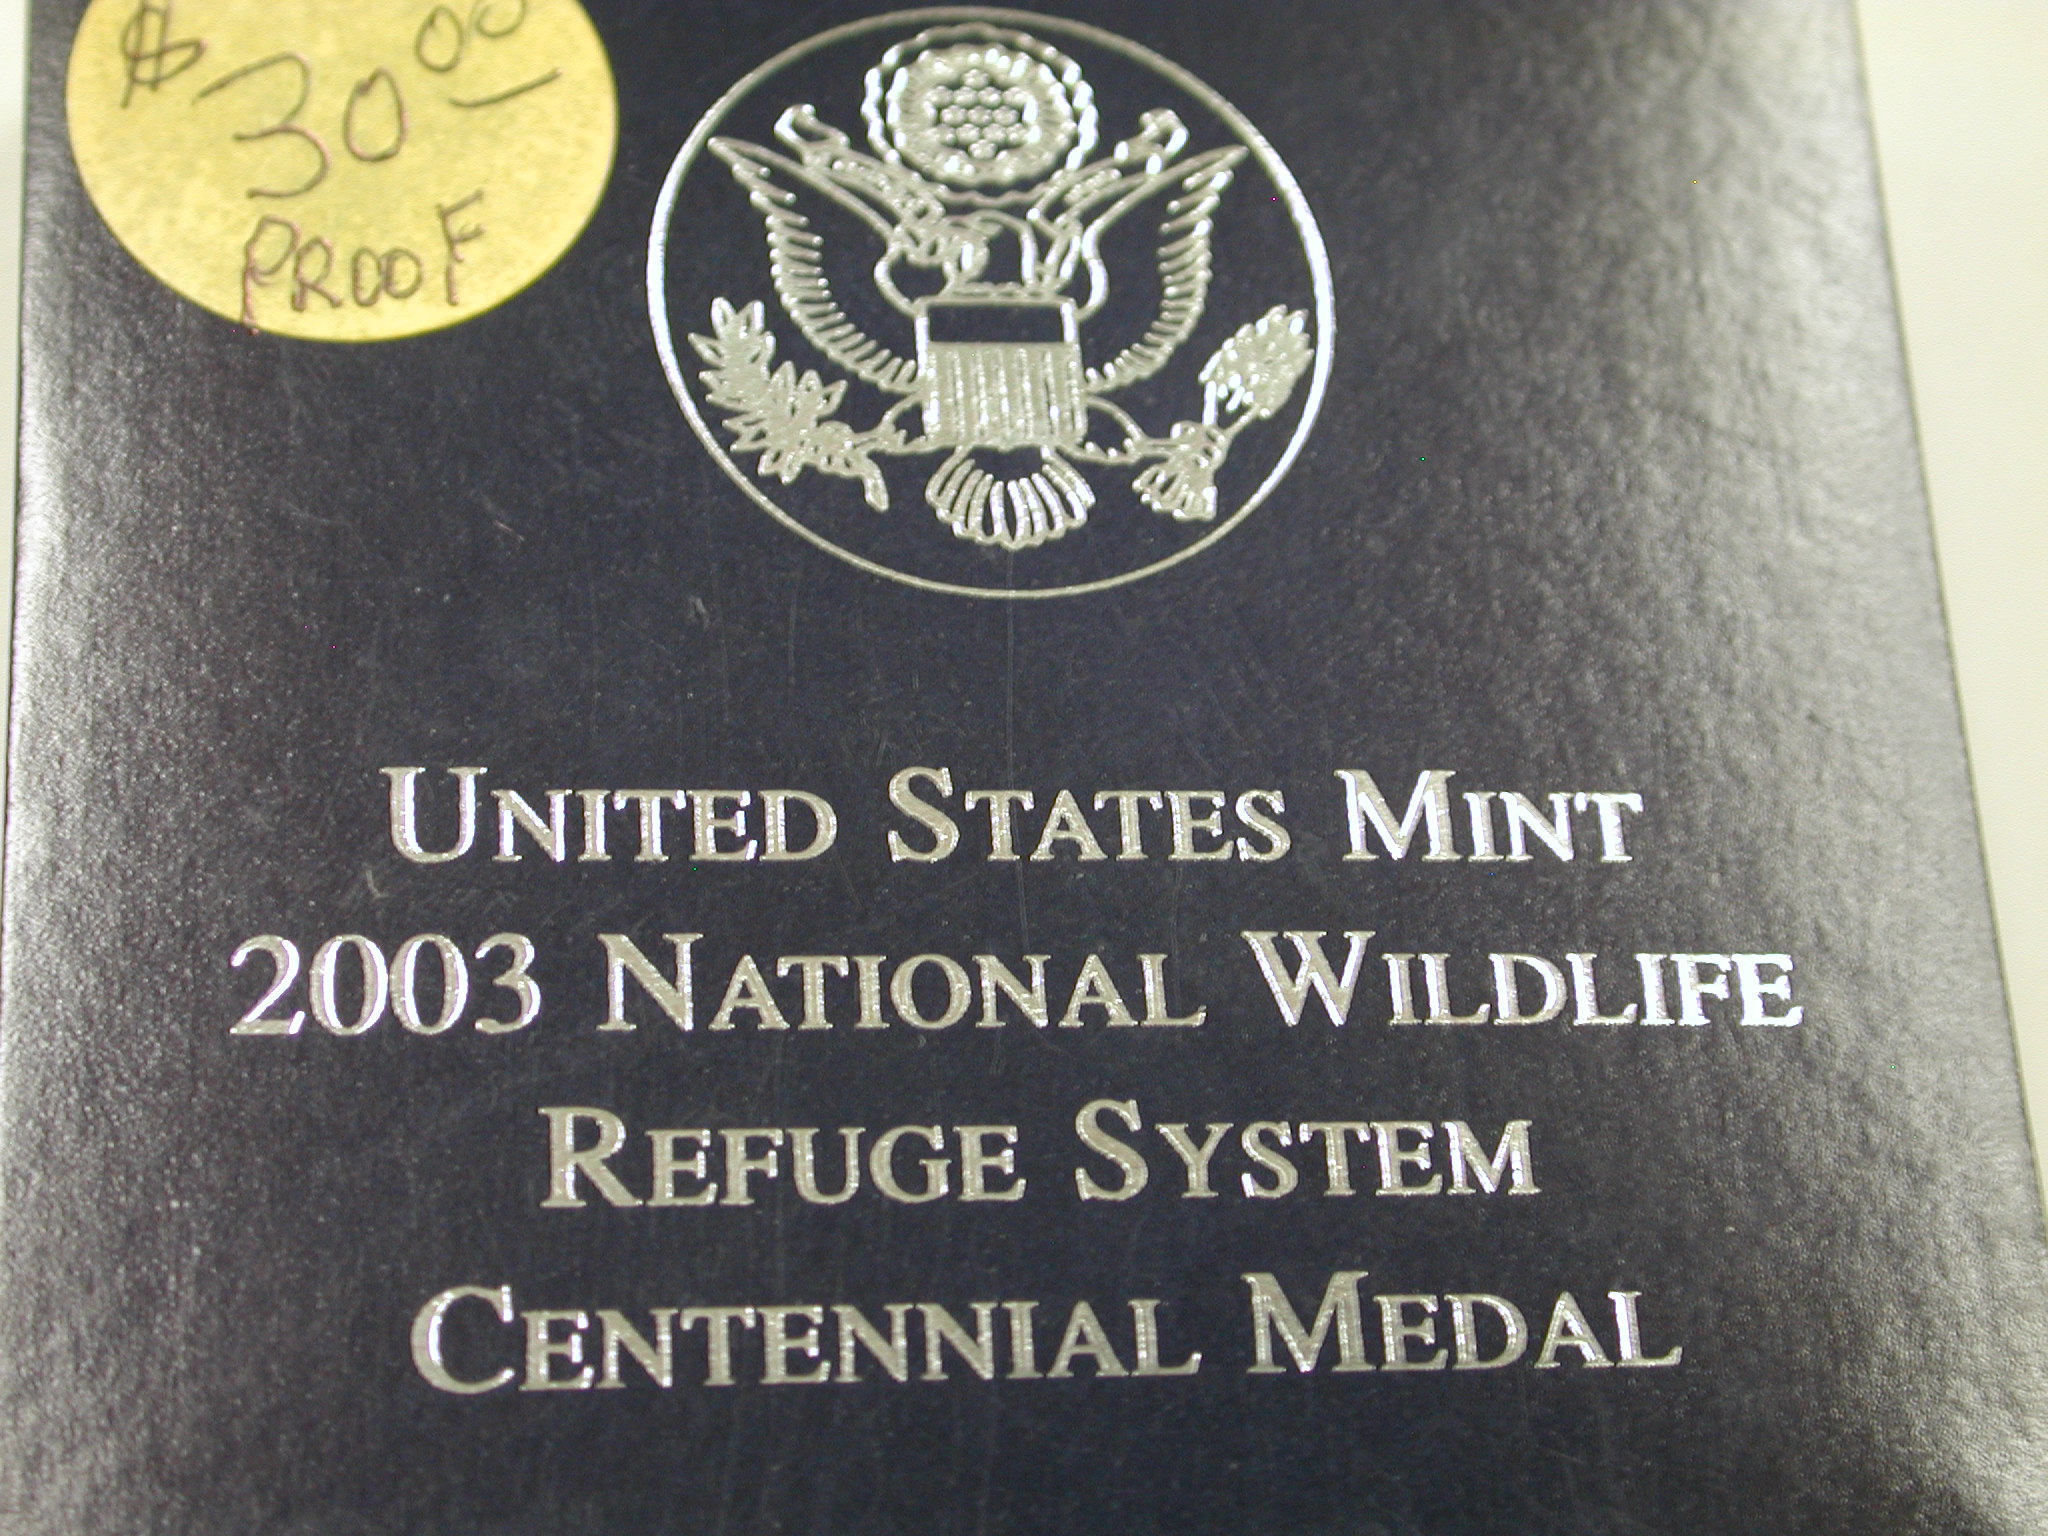 $30.00
PROOF
UNITED STATES MINT
2003 NATIONAL WILDLIFE
REFUGE SYSTEM
CENTENNIAL MEDAL